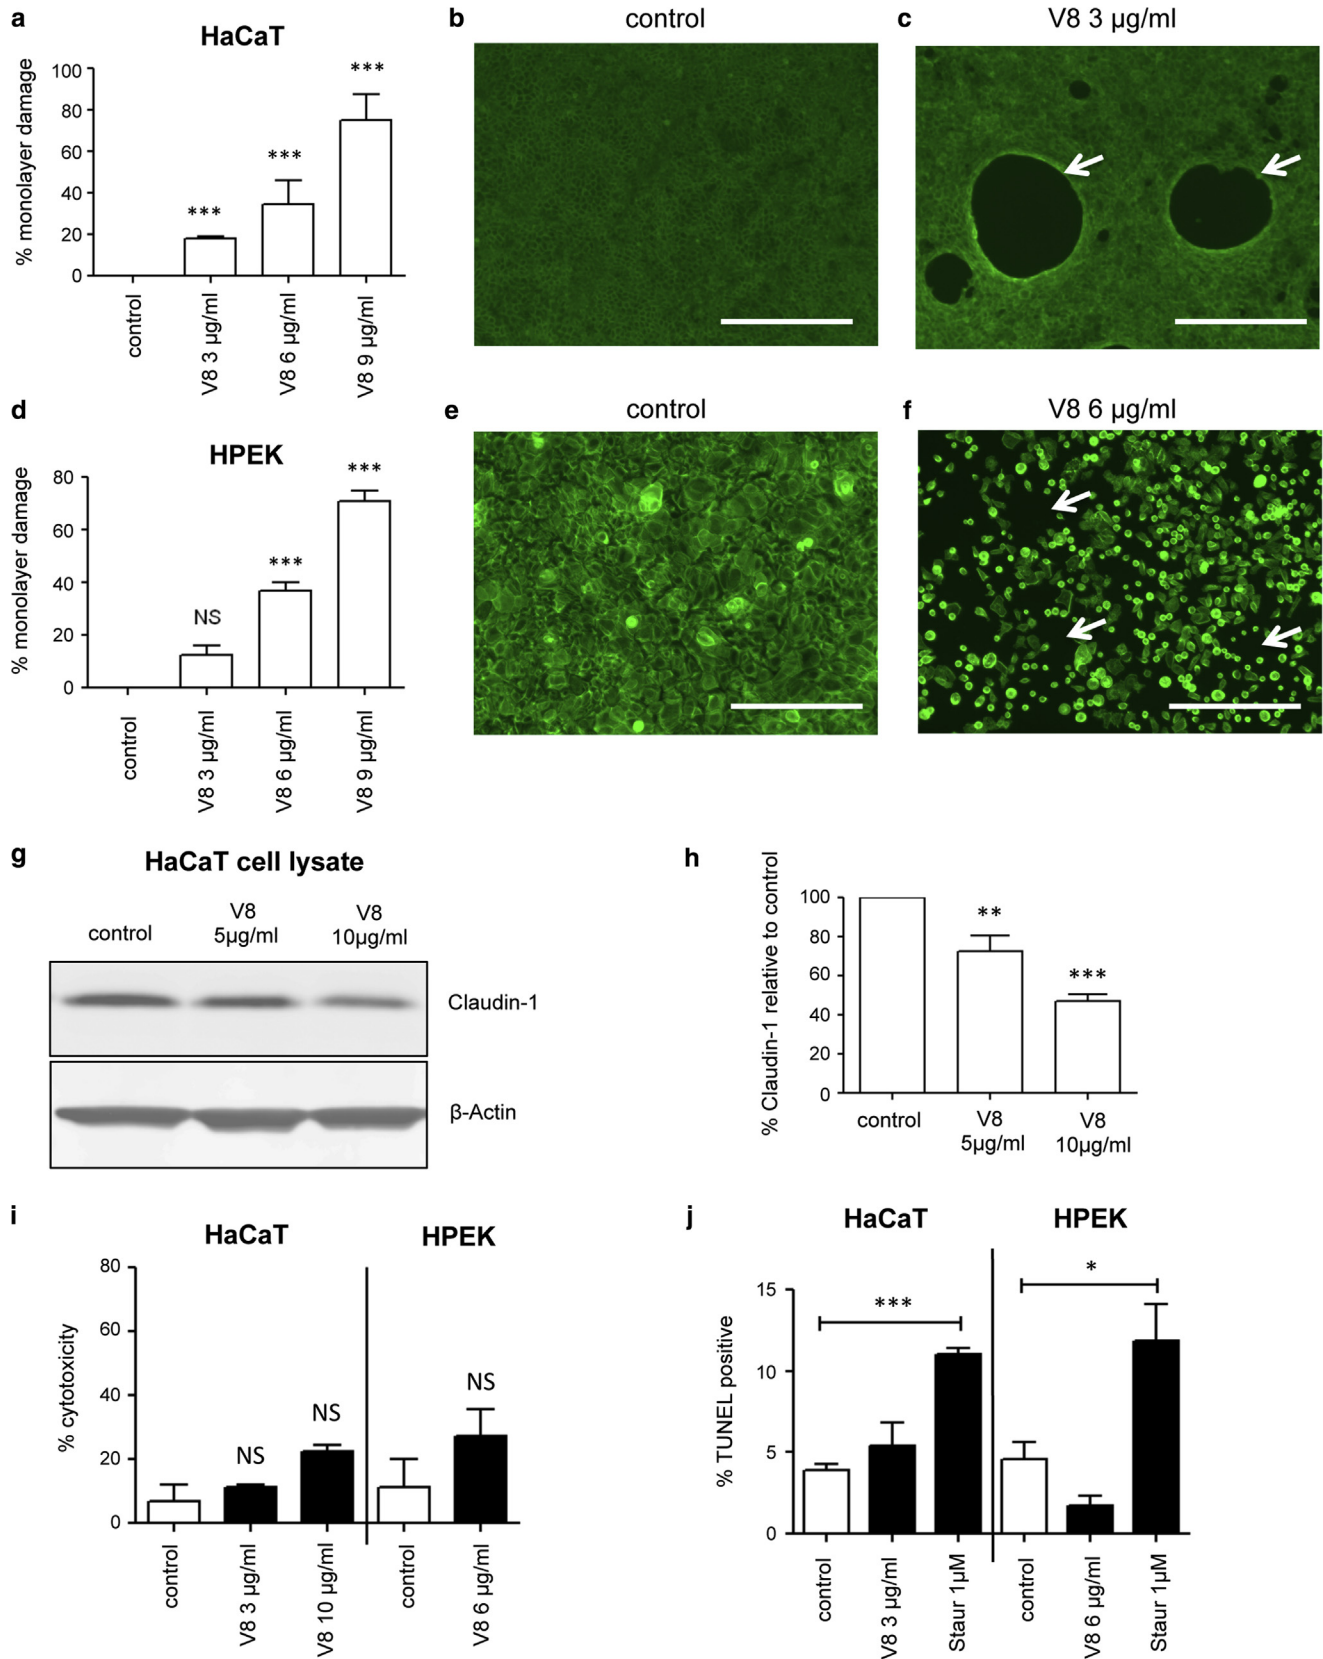 a
HaCaT
% monolayer damage
100
80
60
40
20
0
***
***
***
control
V8 3 µg/ml
V8 6 µg/ml
V8 9 µg/ml
b
control
c
V8 3 µg/ml
d
HPEK
% monolayer damage
80
60
40
20
0
NS
***
***
control
V8 3 µg/ml
V8 6 µg/ml
V8 9 µg/ml
e
control
f
V8 6 µg/ml
g
HaCaT cell lysate
control
V8
5µg/ml
V8
10µg/ml
Claudin-1
β-Actin
h
% Claudin-1 relative to control
100
80
60
40
20
0
**
***
control
V8
5µg/ml
V8
10µg/ml
i
HaCaT
HPEK
% cytotoxicity
80
60
40
20
0
NS
NS
NS
control
V8 3 µg/ml
V8 10 µg/ml
control
V8 6 µg/ml
j
HaCaT
HPEK
% TUNEL positive
15
10
5
0
***
*
control
V8 3 µg/ml
Staur 1µM
control
V8 6 µg/ml
Staur 1µM